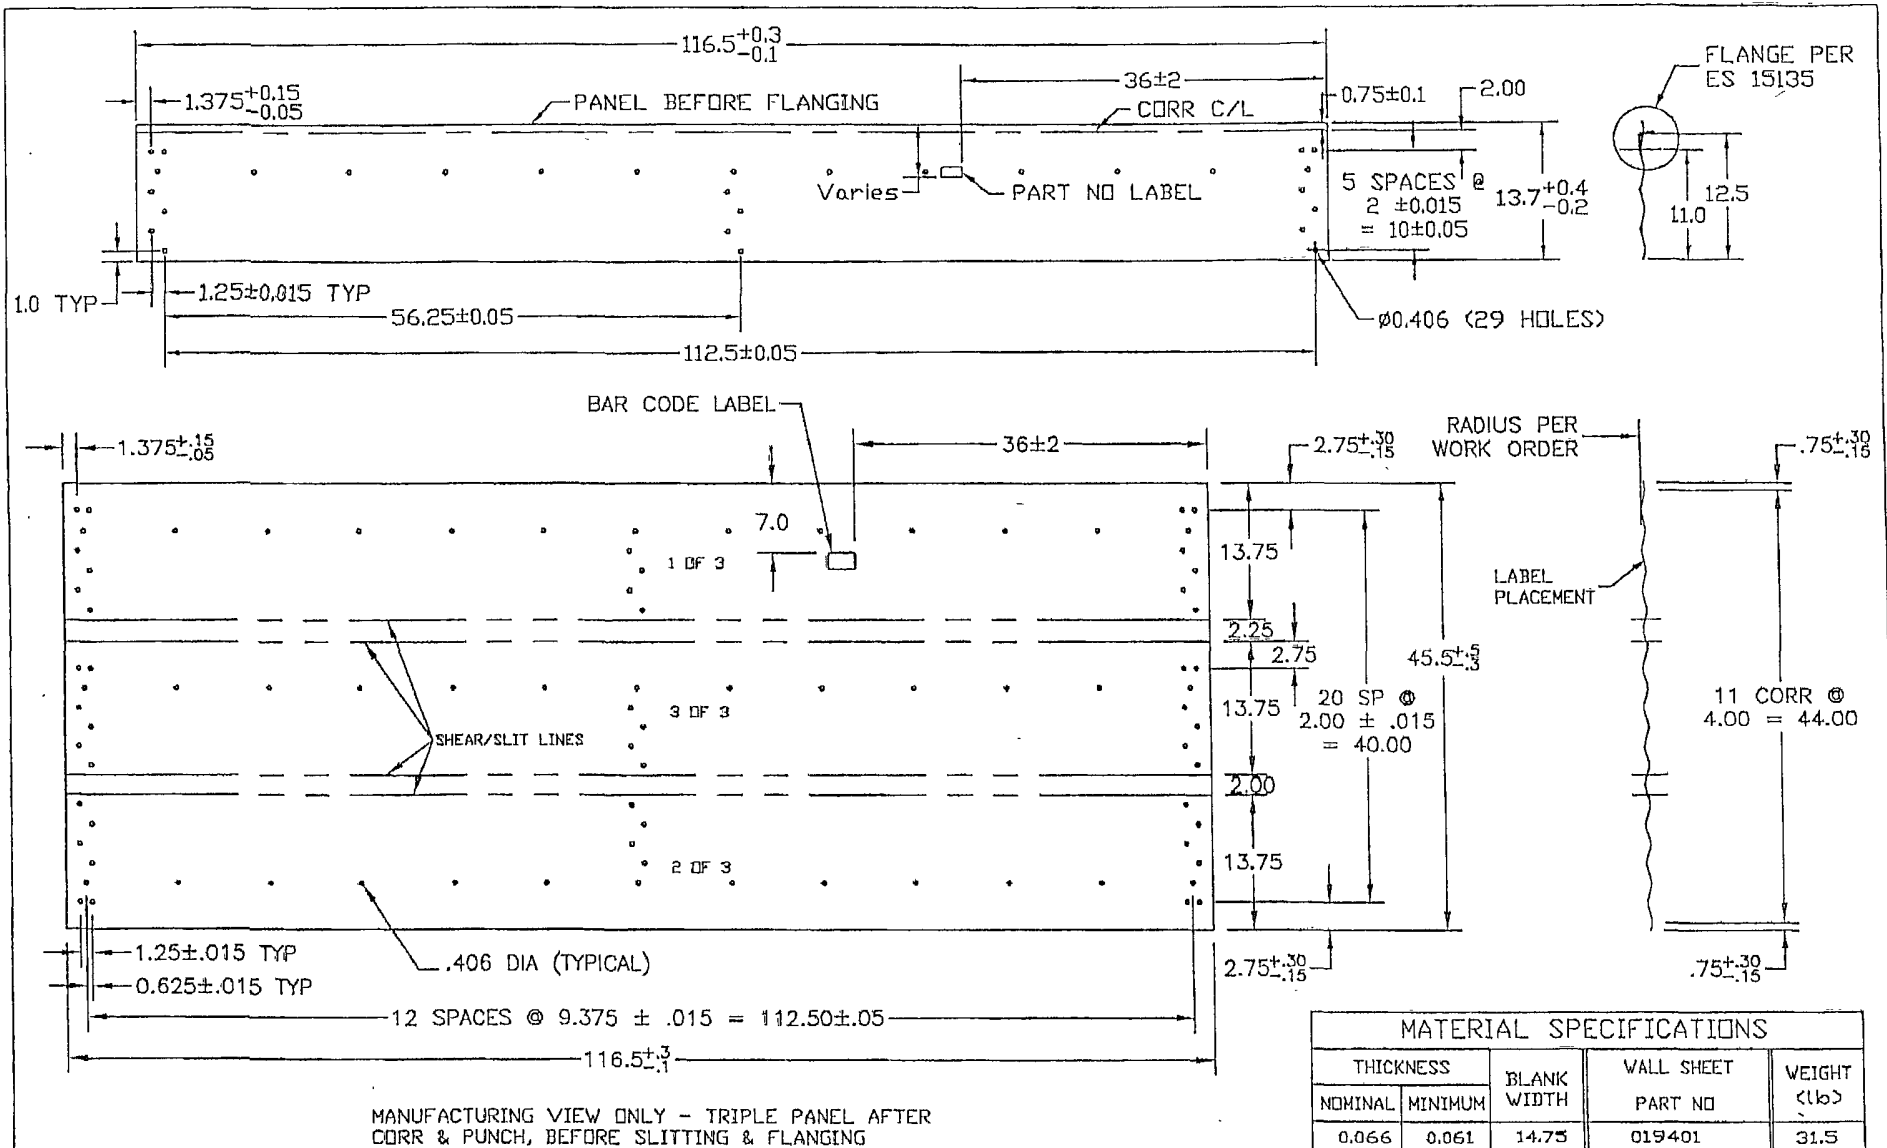 116.5+0.3 -0.1
36±2
FLANGE PER
ES 15135
1.375+0.15 -0.05
PANEL BEFORE FLANGING
CORR C/L
0.75±0.1
2.00
Varies
PART NO LABEL
5 SPACES @
2 ±0.015
= 10±0.05
13.7+0.4 -0.2
11.0
12.5
1.0 TYP
1.25±0.015 TYP
56.25±0.05
Ø0.406 (29 HOLES)
112.5±0.05
BAR CODE LABEL
1.375+.15 -.05
36±2
2.75+.30 -.15
RADIUS PER
WORK ORDER
.75+.30 -.15
7.0
1 OF 3
13.75
LABEL
PLACEMENT
2.25
2.75
45.5+.5 -.3
3 OF 3
13.75
20 SP @
2.00 ± .015
= 40.00
11 CORR @
4.00 = 44.00
SHEAR/SLIT LINES
2.00
2 OF 3
13.75
1.25±.015 TYP
.406 DIA (TYPICAL)
2.75+.30 -.15
.75+.30 -.15
0.625±.015 TYP
12 SPACES @ 9.375 ± .015 = 112.50±.05
116.5+.3 -.1
MANUFACTURING VIEW ONLY - TRIPLE PANEL AFTER
CORR & PUNCH, BEFORE SLITTING & FLANGING
MATERIAL SPECIFICATIONS
THICKNESS
BLANK
WIDTH
WALL SHEET
PART NO
WEIGHT
(lb)
NOMINAL MINIMUM
0.066 0.061 14.75 019401 31.5